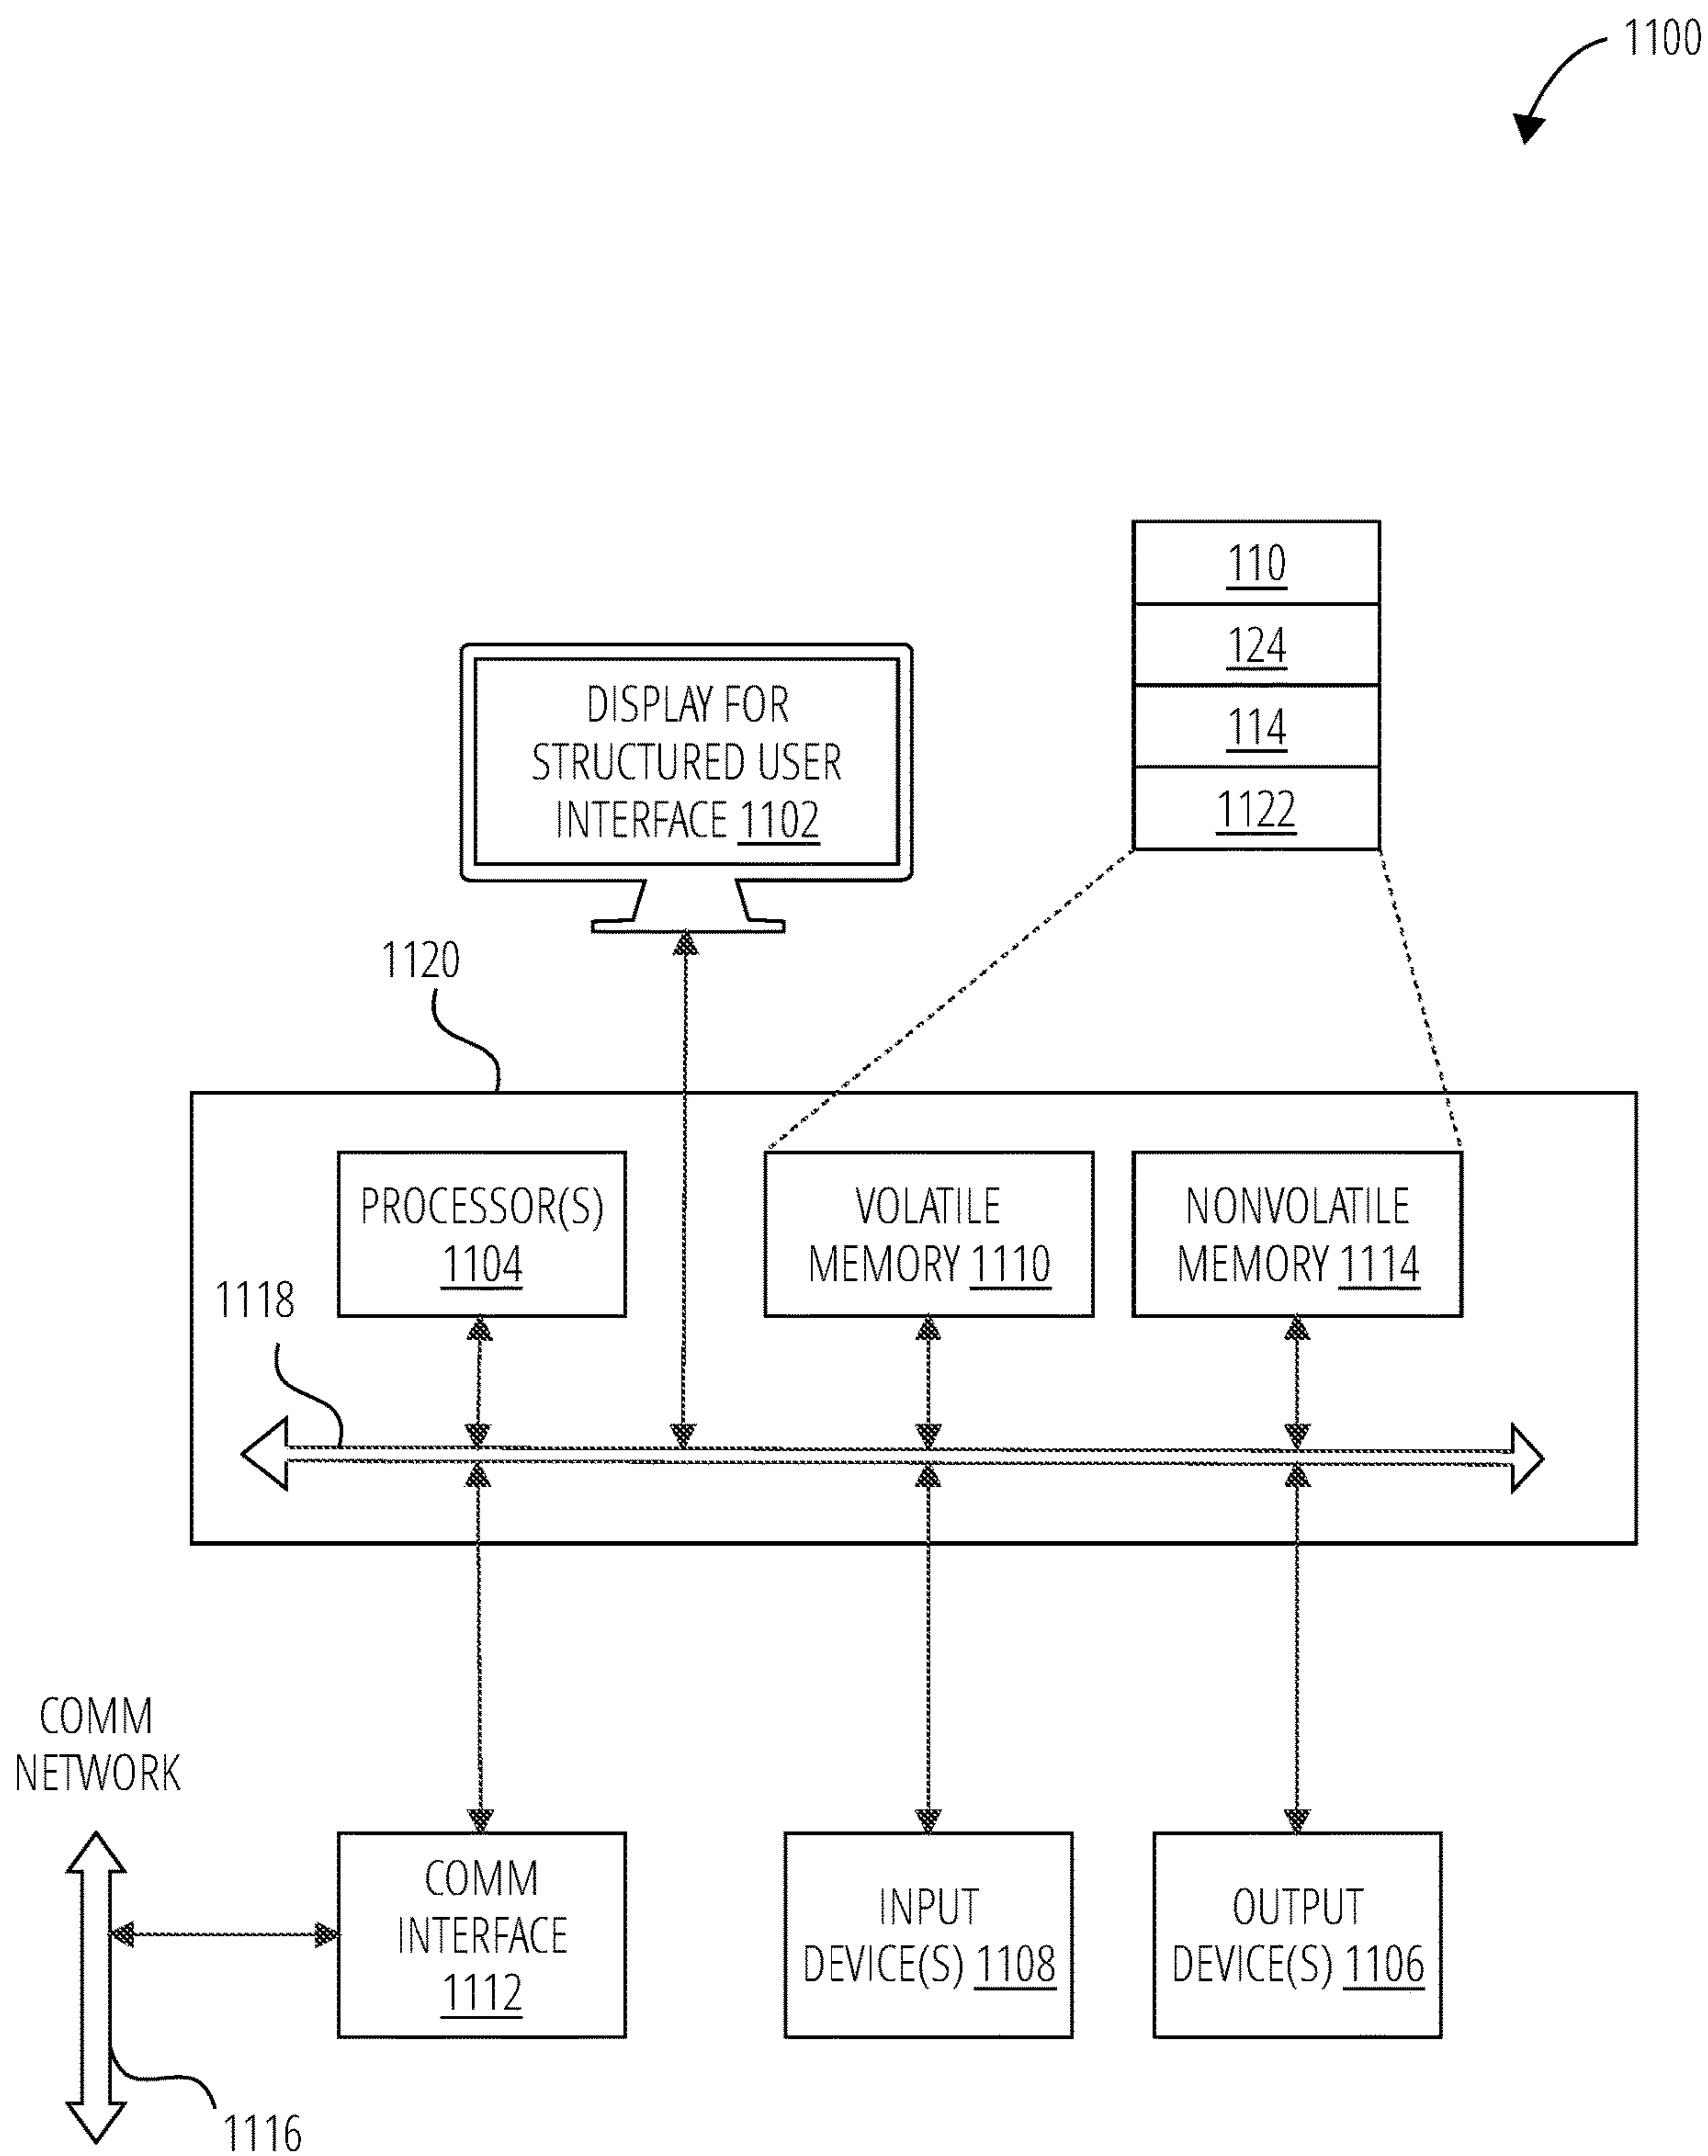 1100
110
124
114
1122
DISPLAY FOR
STRUCTURED USER
INTERFACE 1102
1120
PROCESSOR(S)
1104
VOLATILE
MEMORY 1110
NONVOLATILE
MEMORY 1114
1118
COMM
NETWORK
COMM
INTERFACE
1112
INPUT
DEVICE(S) 1108
OUTPUT
DEVICE(S) 1106
1116